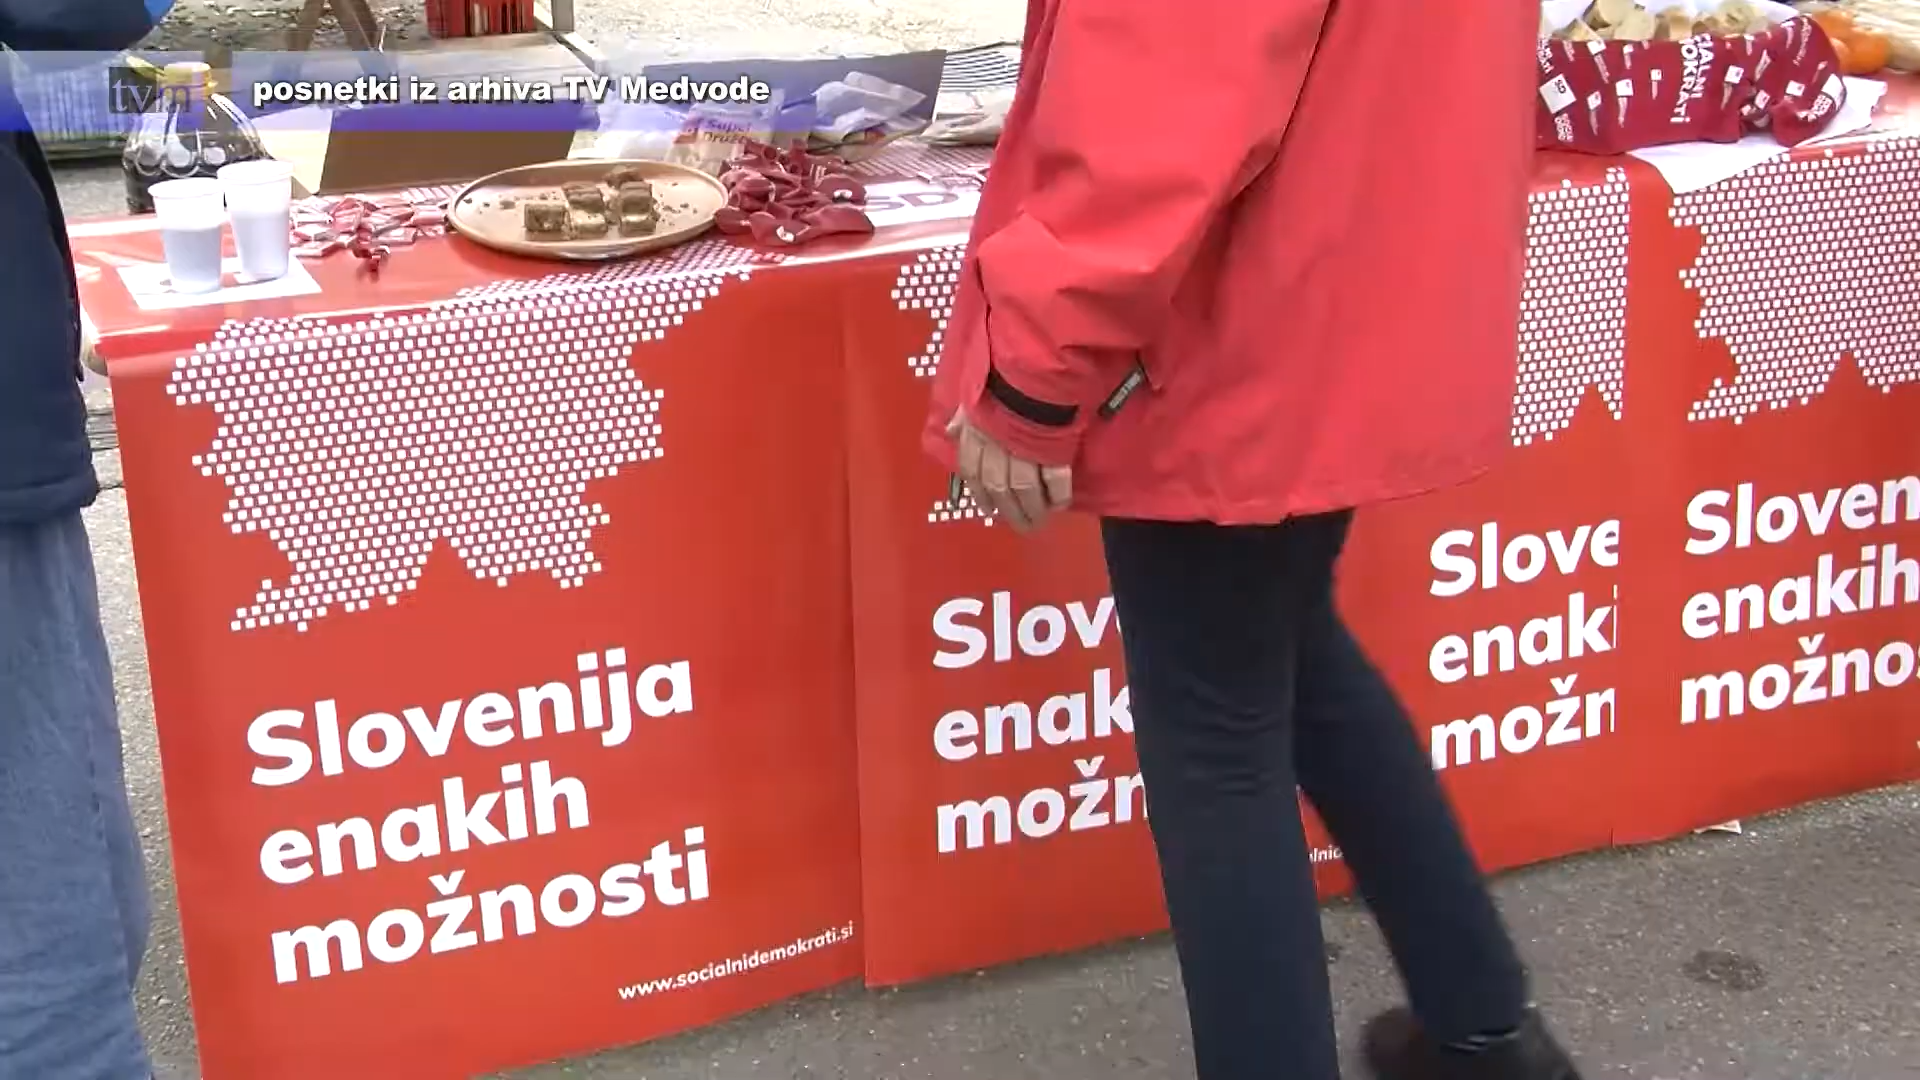 tvm
posnetki iz arhiva TV Medvode
SD
Slovenija
enakih
možnosti
www.socialnidemokrati.si
Slov
enak
možn
Slove
enaki
možn
Sloven
enakih
možnos